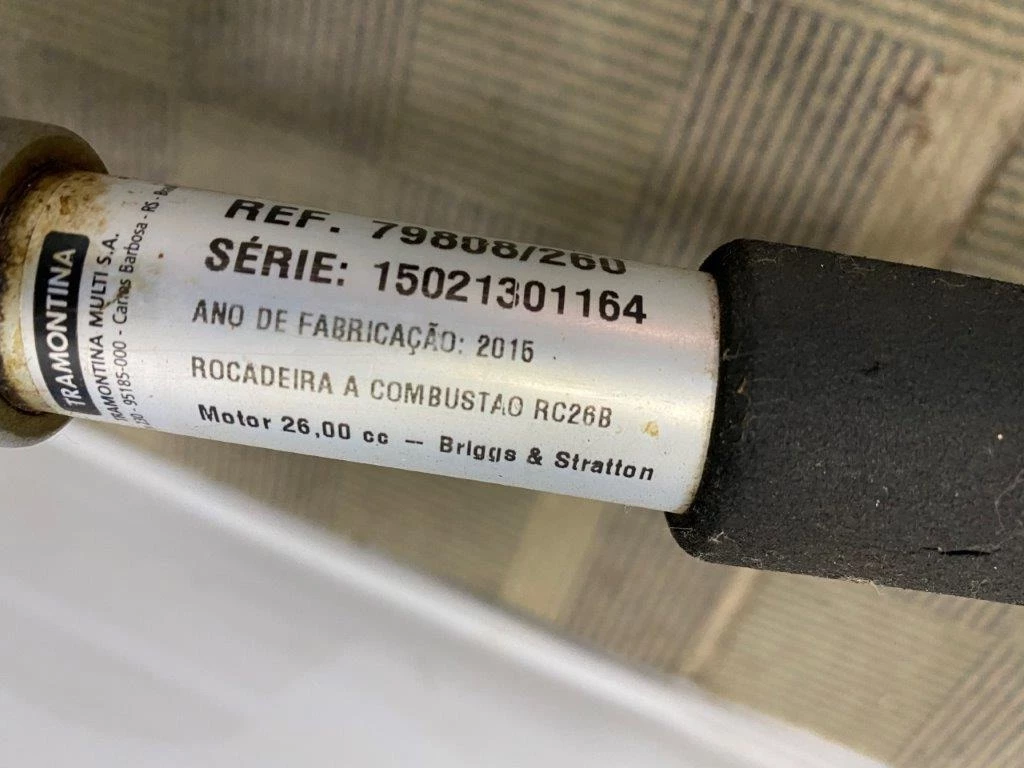 TRAMONTINA
TRAMONTINA MULTI S.A.
95185-000 - Carlos Barbosa - RS -
REF. 79808/260
SÉRIE: 15021301164
ANO DE FABRICAÇÃO: 2015
ROCADEIRA A COMBUSTAO RC26B
Motor 26,00 cc – Briggs & Stratton